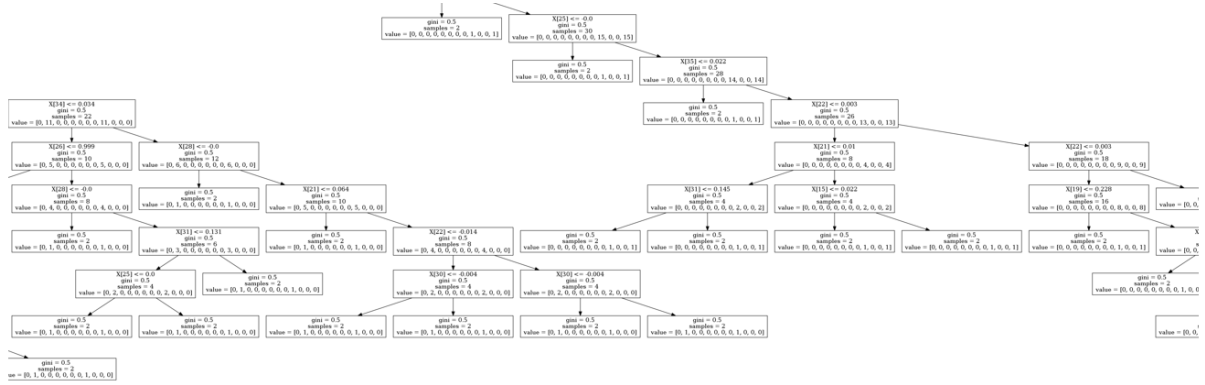 gini = 0.5
samples = 2
value = [0, 0, 0, 0, 0, 0, 0, 0, 1, 0, 0, 1]
X[25] <= -0.0
gini = 0.5
samples = 30
value = [0, 0, 0, 0, 0, 0, 0, 0, 15, 0, 0, 15]
gini = 0.5
samples = 2
value = [0, 0, 0, 0, 0, 0, 0, 0, 1, 0, 0, 1]
X[35] <= 0.022
gini = 0.5
samples = 28
value = [0, 0, 0, 0, 0, 0, 0, 0, 14, 0, 0, 14]
X[34] <= 0.034
gini = 0.5
samples = 22
value = [0, 11, 0, 0, 0, 0, 0, 0, 11, 0, 0, 0]
gini = 0.5
samples = 2
value = [0, 0, 0, 0, 0, 0, 0, 0, 1, 0, 0, 1]
X[22] <= 0.003
gini = 0.5
samples = 26
value = [0, 0, 0, 0, 0, 0, 0, 0, 13, 0, 0, 13]
X[26] <= 0.999
gini = 0.5
samples = 10
value = [0, 5, 0, 0, 0, 0, 0, 0, 5, 0, 0, 0]
X[28] <= -0.0
gini = 0.5
samples = 12
value = [0, 6, 0, 0, 0, 0, 0, 0, 6, 0, 0, 0]
X[21] <= 0.01
gini = 0.5
samples = 8
value = [0, 0, 0, 0, 0, 0, 0, 0, 4, 0, 0, 4]
X[22] <= 0.003
gini = 0.5
samples = 18
value = [0, 0, 0, 0, 0, 0, 0, 0, 9, 0, 0, 9]
X[28] <= -0.0
gini = 0.5
samples = 8
value = [0, 4, 0, 0, 0, 0, 0, 0, 4, 0, 0, 0]
gini = 0.5
samples = 2
value = [0, 1, 0, 0, 0, 0, 0, 0, 1, 0, 0, 0]
X[21] <= 0.064
gini = 0.5
samples = 10
value = [0, 5, 0, 0, 0, 0, 0, 0, 5, 0, 0, 0]
X[31] <= 0.145
gini = 0.5
samples = 4
value = [0, 0, 0, 0, 0, 0, 0, 0, 2, 0, 0, 2]
X[15] <= 0.022
gini = 0.5
samples = 4
value = [0, 0, 0, 0, 0, 0, 0, 0, 2, 0, 0, 2]
X[19] <= 0.228
gini = 0.5
samples = 16
value = [0, 0, 0, 0, 0, 0, 0, 0, 8, 0, 0, 8]
gini = 0.5
samples = 2
value = [0, 1, 0, 0, 0, 0, 0, 0, 1, 0, 0, 0]
X[31] <= 0.131
gini = 0.5
samples = 6
value = [0, 3, 0, 0, 0, 0, 0, 0, 3, 0, 0, 0]
gini = 0.5
samples = 2
value = [0, 1, 0, 0, 0, 0, 0, 0, 1, 0, 0, 0]
X[22] <= -0.014
gini = 0.5
samples = 8
value = [0, 4, 0, 0, 0, 0, 0, 0, 4, 0, 0, 0]
gini = 0.5
samples = 2
value = [0, 0, 0, 0, 0, 0, 0, 0, 1, 0, 0, 1]
gini = 0.5
samples = 2
value = [0, 0, 0, 0, 0, 0, 0, 0, 1, 0, 0, 1]
gini = 0.5
samples = 2
value = [0, 0, 0, 0, 0, 0, 0, 0, 1, 0, 0, 1]
gini = 0.5
samples = 2
value = [0, 0, 0, 0, 0, 0, 0, 0, 1, 0, 0, 1]
gini = 0.5
samples = 2
value = [0, 0, 0, 0, 0, 0, 0, 0, 1, 0, 0, 1]
X[25] <= 0.0
gini = 0.5
samples = 4
value = [0, 2, 0, 0, 0, 0, 0, 0, 2, 0, 0, 0]
gini = 0.5
samples = 2
value = [0, 1, 0, 0, 0, 0, 0, 0, 1, 0, 0, 0]
X[30] <= -0.004
gini = 0.5
samples = 4
value = [0, 2, 0, 0, 0, 0, 0, 0, 2, 0, 0, 0]
X[30] <= -0.004
gini = 0.5
samples = 4
value = [0, 2, 0, 0, 0, 0, 0, 0, 2, 0, 0, 0]
gini = 0.5
samples = 2
value = [0, 0, 0, 0, 0, 0, 0, 0, 1, 0, 0
gini = 0.5
samples = 2
value = [0, 1, 0, 0, 0, 0, 0, 0, 1, 0, 0, 0]
gini = 0.5
samples = 2
value = [0, 1, 0, 0, 0, 0, 0, 0, 1, 0, 0, 0]
gini = 0.5
samples = 2
value = [0, 1, 0, 0, 0, 0, 0, 0, 1, 0, 0, 0]
gini = 0.5
samples = 2
value = [0, 1, 0, 0, 0, 0, 0, 0, 1, 0, 0, 0]
gini = 0.5
samples = 2
value = [0, 1, 0, 0, 0, 0, 0, 0, 1, 0, 0, 0]
gini = 0.5
samples = 2
value = [0, 1, 0, 0, 0, 0, 0, 0, 1, 0, 0, 0]
gini = 0.5
samples = 2
value = [0, 1, 0, 0, 0, 0, 0, 0, 1, 0, 0, 0]